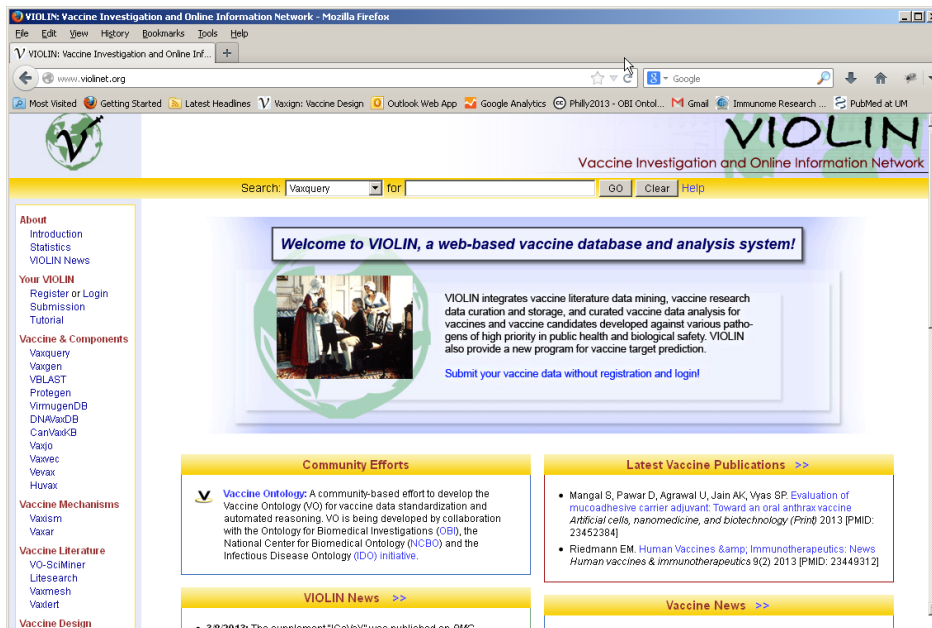 VIOLIN: Vaccine Investigation and Online Information Network - Mozilla Firefox
File Edit View History Bookmarks Tools Help
VIOLIN: Vaccine Investigation and Online Inf... +
www.violinet.org
Google
Most Visited Getting Started Latest Headlines Vaxign: Vaccine Design Outlook Web App Google Analytics Philly2013 - OBI Ontol... Gmail Immunome Research ... PubMed at UM
VIOLIN
Vaccine Investigation and Online Information Network
Search: Vaxquery for GO Clear Help
About
Introduction
Statistics
VIOLIN News
Your VIOLIN
Register or Login
Submission
Tutorial
Vaccine & Components
Vaxquery
Vaxgen
VBLAST
Protegen
VirmugenDB
DNAVaxDB
CanVaxKB
Vaxjo
Vaxvec
Vevax
Huvax
Vaccine Mechanisms
Vaxism
Vaxar
Vaccine Literature
VO-SciMiner
Litesearch
Vaxmesh
Vaxlert
Vaccine Design
Welcome to VIOLIN, a web-based vaccine database and analysis system!
VIOLIN integrates vaccine literature data mining, vaccine research
data curation and storage, and curated vaccine data analysis for
vaccines and vaccine candidates developed against various patho-
gens of high priority in public health and biological safety. VIOLIN
also provide a new program for vaccine target prediction.
Submit your vaccine data without registration and login!
Community Efforts
Vaccine Ontology: A community-based effort to develop the
Vaccine Ontology (VO) for vaccine data standardization and
automated reasoning. VO is being developed by collaboration
with the Ontology for Biomedical Investigations (OBI), the
National Center for Biomedical Ontology (NCBO) and the
Infectious Disease Ontology (IDO) initiative.
Latest Vaccine Publications >>
• Mangal S, Pawar D, Agrawal U, Jain AK, Vyas SP. Evaluation of
mucoadhesive carrier adjuvant: Toward an oral anthrax vaccine
Artificial cells, nanomedicine, and biotechnology (Print) 2013 [PMID:
23452384]
• Riedmann EM. Human Vaccines &amp; Immunotherapeutics: News
Human vaccines & immunotherapeutics 9(2) 2013 [PMID: 23449312]
VIOLIN News >>
• 3/8/2013: The supplement "ICoVax" was published on BMC
Vaccine News >>